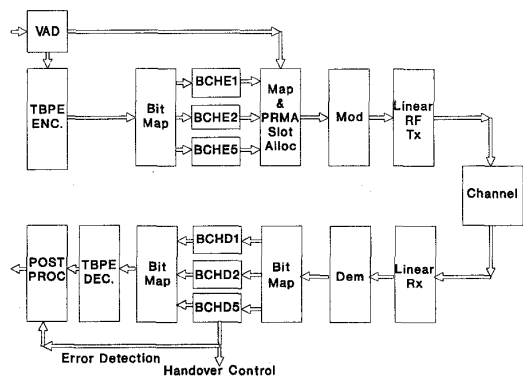 VAD
TBPE
ENC.
Bit
Map
BCHE1
BCHE2
BCHE5
Map
&
PRMA
Slot
Alloc
Mod
Linear
RF
Tx
Channel
POST
PROC
TBPE
DEC.
Bit
Map
BCHD1
BCHD2
BCHD5
Bit
Map
Dem
Linear
Rx
Error Detection
Handover Control